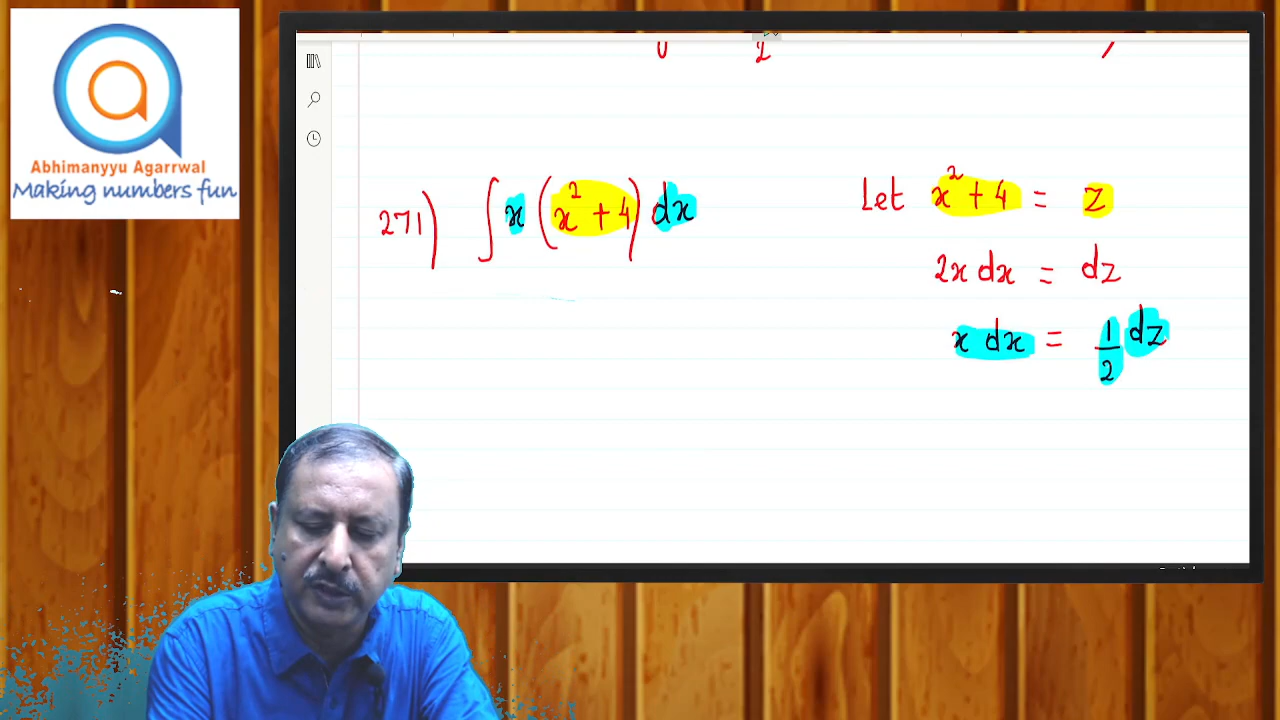 Abhimanyyu Agarrwal
Making numbers fun
271) ∫ x (x² + 4) dx
Let x² + 4 = z
2x dx = dz
x dx = 1/2 dz